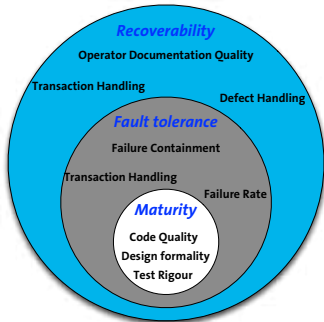 Recoverability
Operator Documentation Quality
Transaction Handling
Defect Handling
Fault tolerance
Failure Containment
Transaction Handling
Failure Rate
Maturity
Code Quality
Design formality
Test Rigour